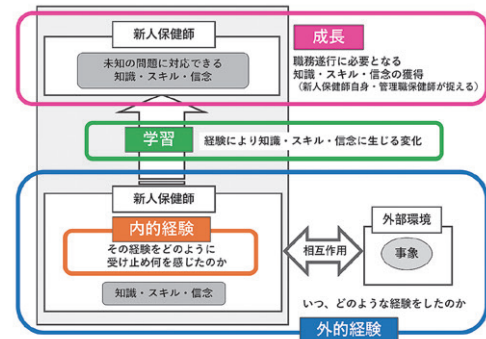 新人保健師
未知の問題に対応できる
知識・スキル・信念
成長
職務遂行に必要となる
知識・スキル・信念の獲得
（新人保健師自身・管理職保健師が捉える）
学習
経験により知識・スキル・信念に生じる変化
新人保健師
内的経験
その経験をどのように
受け止め何を感じたのか
知識・スキル・信念
相互作用
外部環境
事象
いつ、どのような経験をしたのか
外的経験